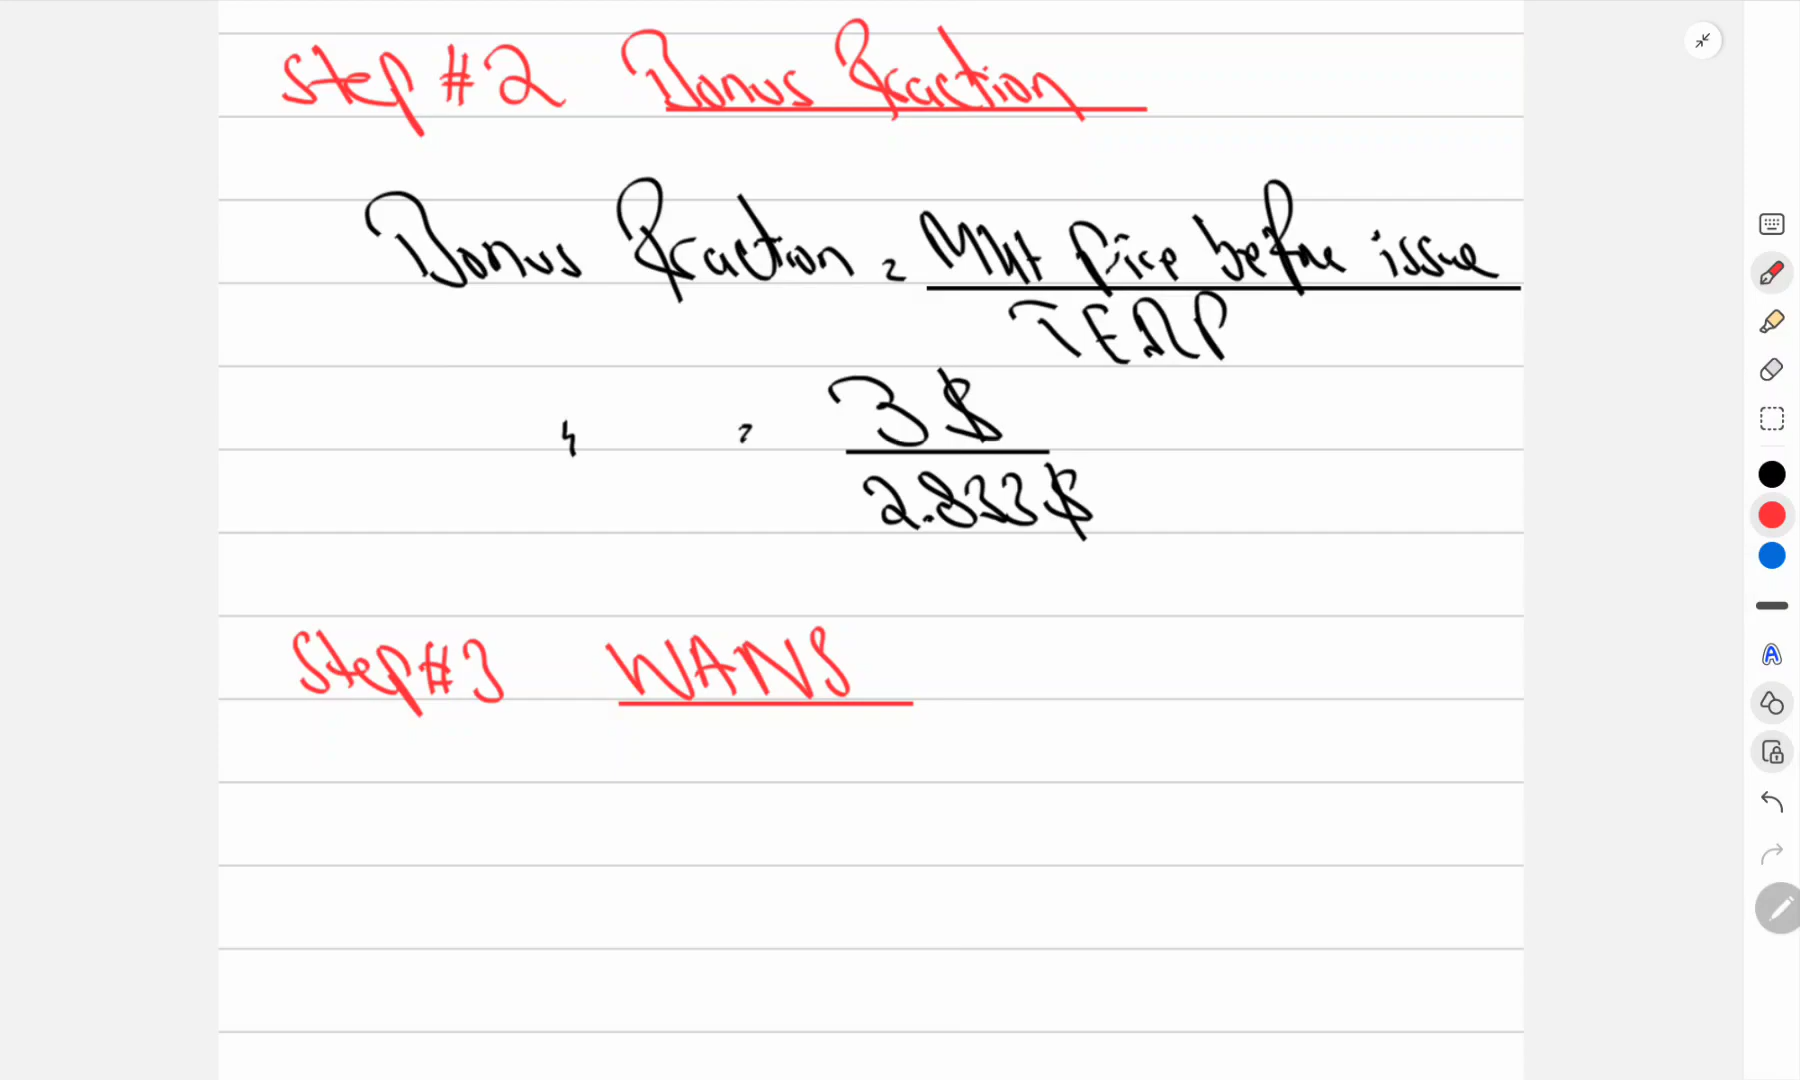 Step #2 Bonus Fraction
Bonus Fraction = Mkt Price before issue
TERP
" = 3$
2.833$
Step #3 WANS